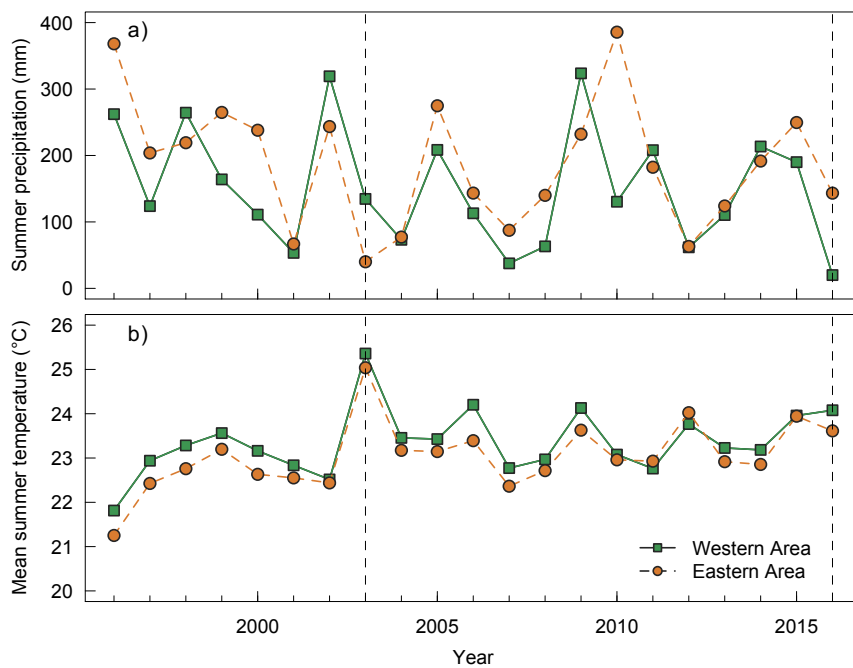 a)
Summer precipitation (mm)
400
300
200
100
0
b)
Mean summer temperature (°C)
26
25
24
23
22
21
20
Western Area
Eastern Area
2000 2005 2010 2015
Year